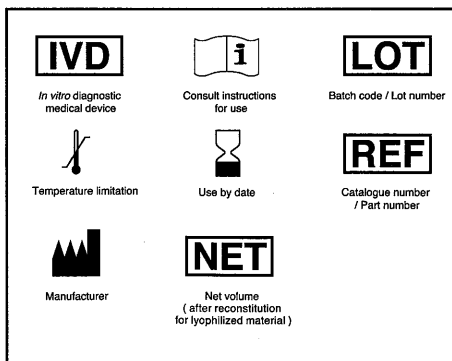 IVD
In vitro diagnostic
medical device
i
Consult instructions
for use
LOT
Batch code / Lot number
Temperature limitation
Use by date
REF
Catalogue number
/ Part number
Manufacturer
NET
Net volume
( after reconstitution
for lyophilized material )